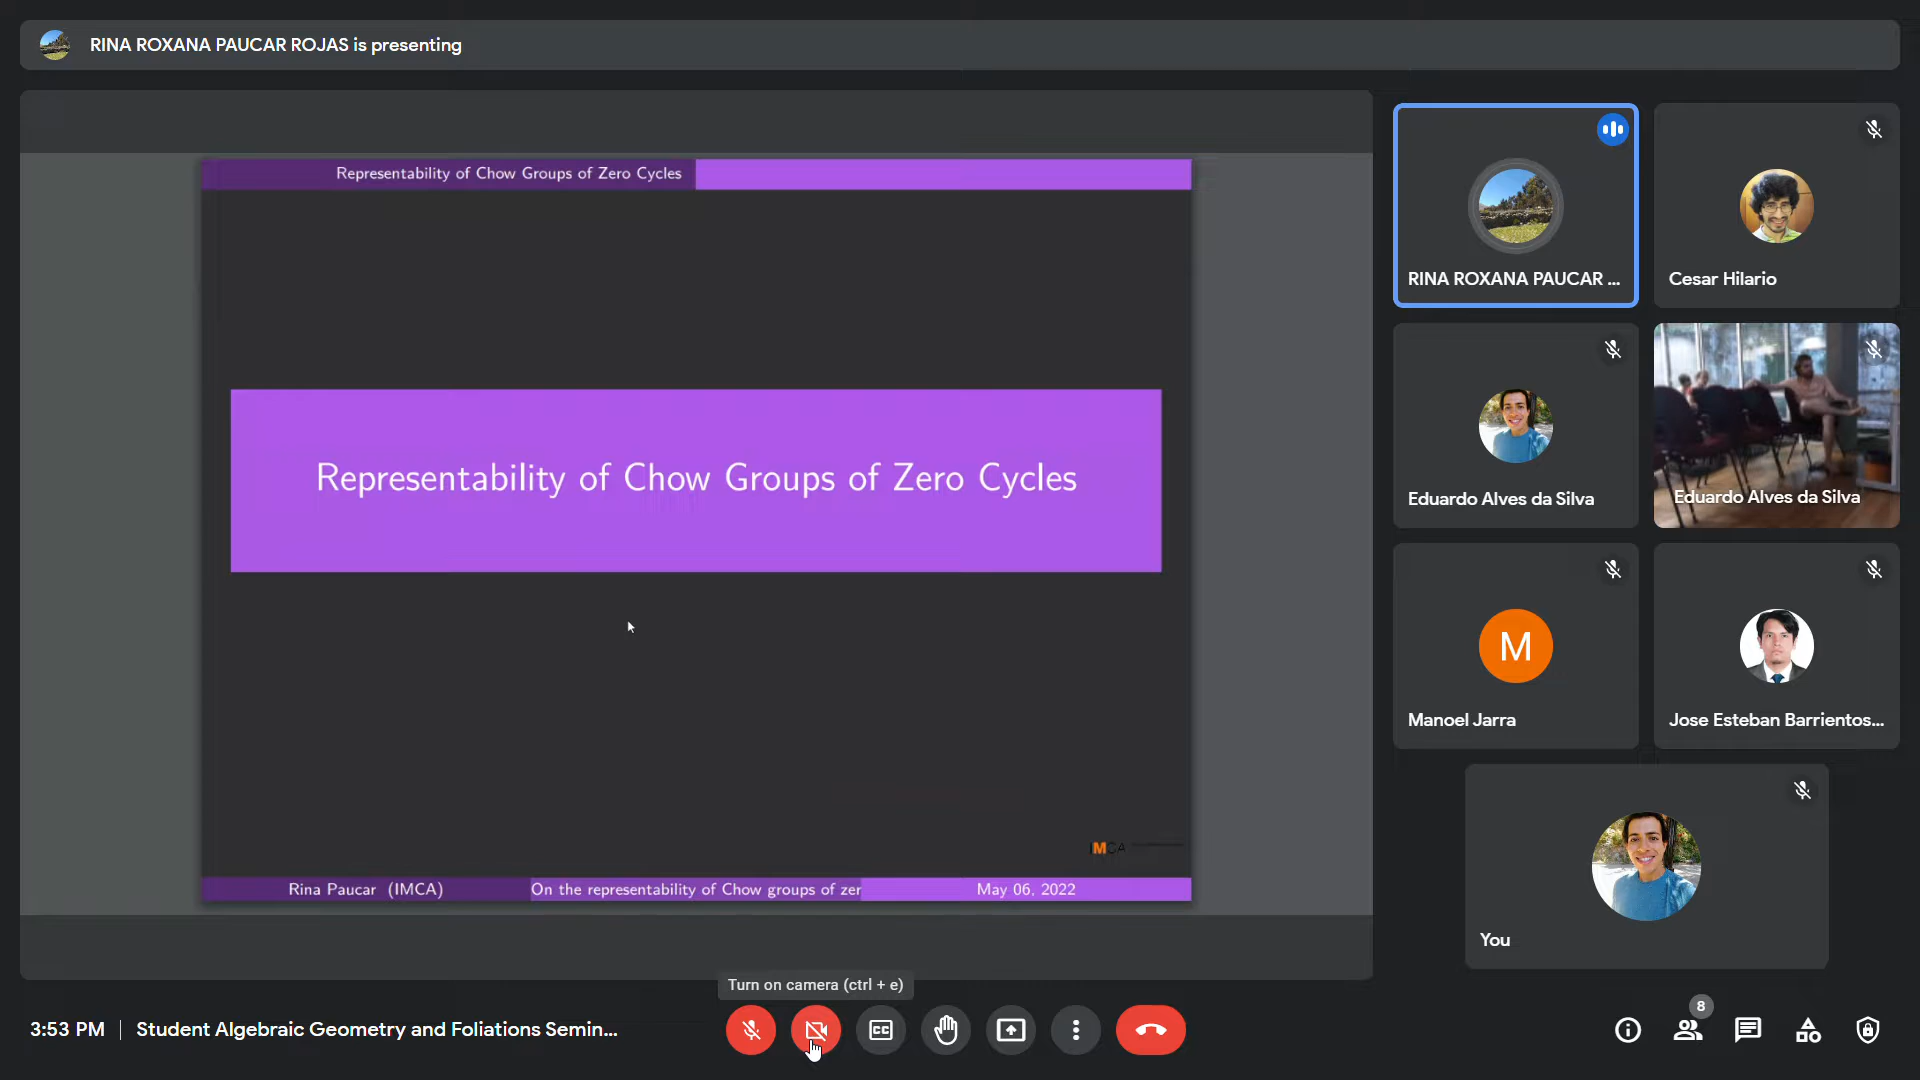 RINA ROXANA PAUCAR ROJAS is presenting
Representability of Chow Groups of Zero Cycles
Representability of Chow Groups of Zero Cycles
IMCA
Rina Paucar (IMCA)
On the representability of Chow groups of zer
May 06, 2022
RINA ROXANA PAUCAR ...
Cesar Hilario
Eduardo Alves da Silva
Eduardo Alves da Silva
M
Manoel Jarra
Jose Esteban Barrientos...
You
Turn on camera (ctrl + e)
3:53 PM
Student Algebraic Geometry and Foliations Semin...
CC
8